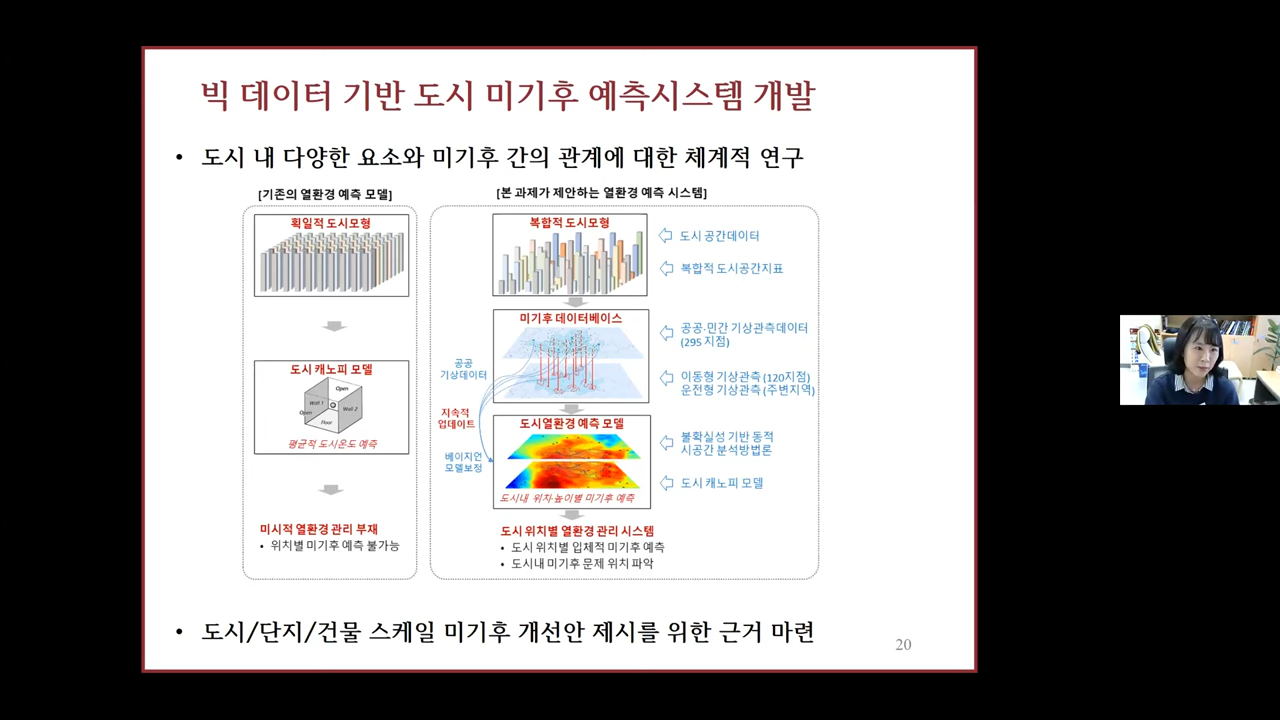 빅 데이터 기반 도시 미기후 예측시스템 개발
• 도시 내 다양한 요소와 미기후 간의 관계에 대한 체계적 연구
[기존의 열환경 예측 모델]
획일적 도시모형
도시 캐노피 모델
Open
Wall 1
Wall 2
Open
Floor
평균적 도시온도 예측
미시적 열환경 관리 부재
• 위치별 미기후 예측 불가능
[본 과제가 제안하는 열환경 예측 시스템]
복합적 도시모형
도시 공간데이터
복합적 도시공간지표
미기후 데이터베이스
공공·민간 기상관측데이터
(295 지점)
이동형 기상관측 (120지점)
운전형 기상관측 (주변지역)
공공
기상데이터
지속적
업데이트
베이지언
모델보정
도시열환경 예측 모델
불확실성 기반 동적
시공간 분석방법론
도시 캐노피 모델
도시내 위치·높이별 미기후 예측
도시 위치별 열환경 관리 시스템
• 도시 위치별 입체적 미기후 예측
• 도시내 미기후 문제 위치 파악
• 도시/단지/건물 스케일 미기후 개선안 제시를 위한 근거 마련
20